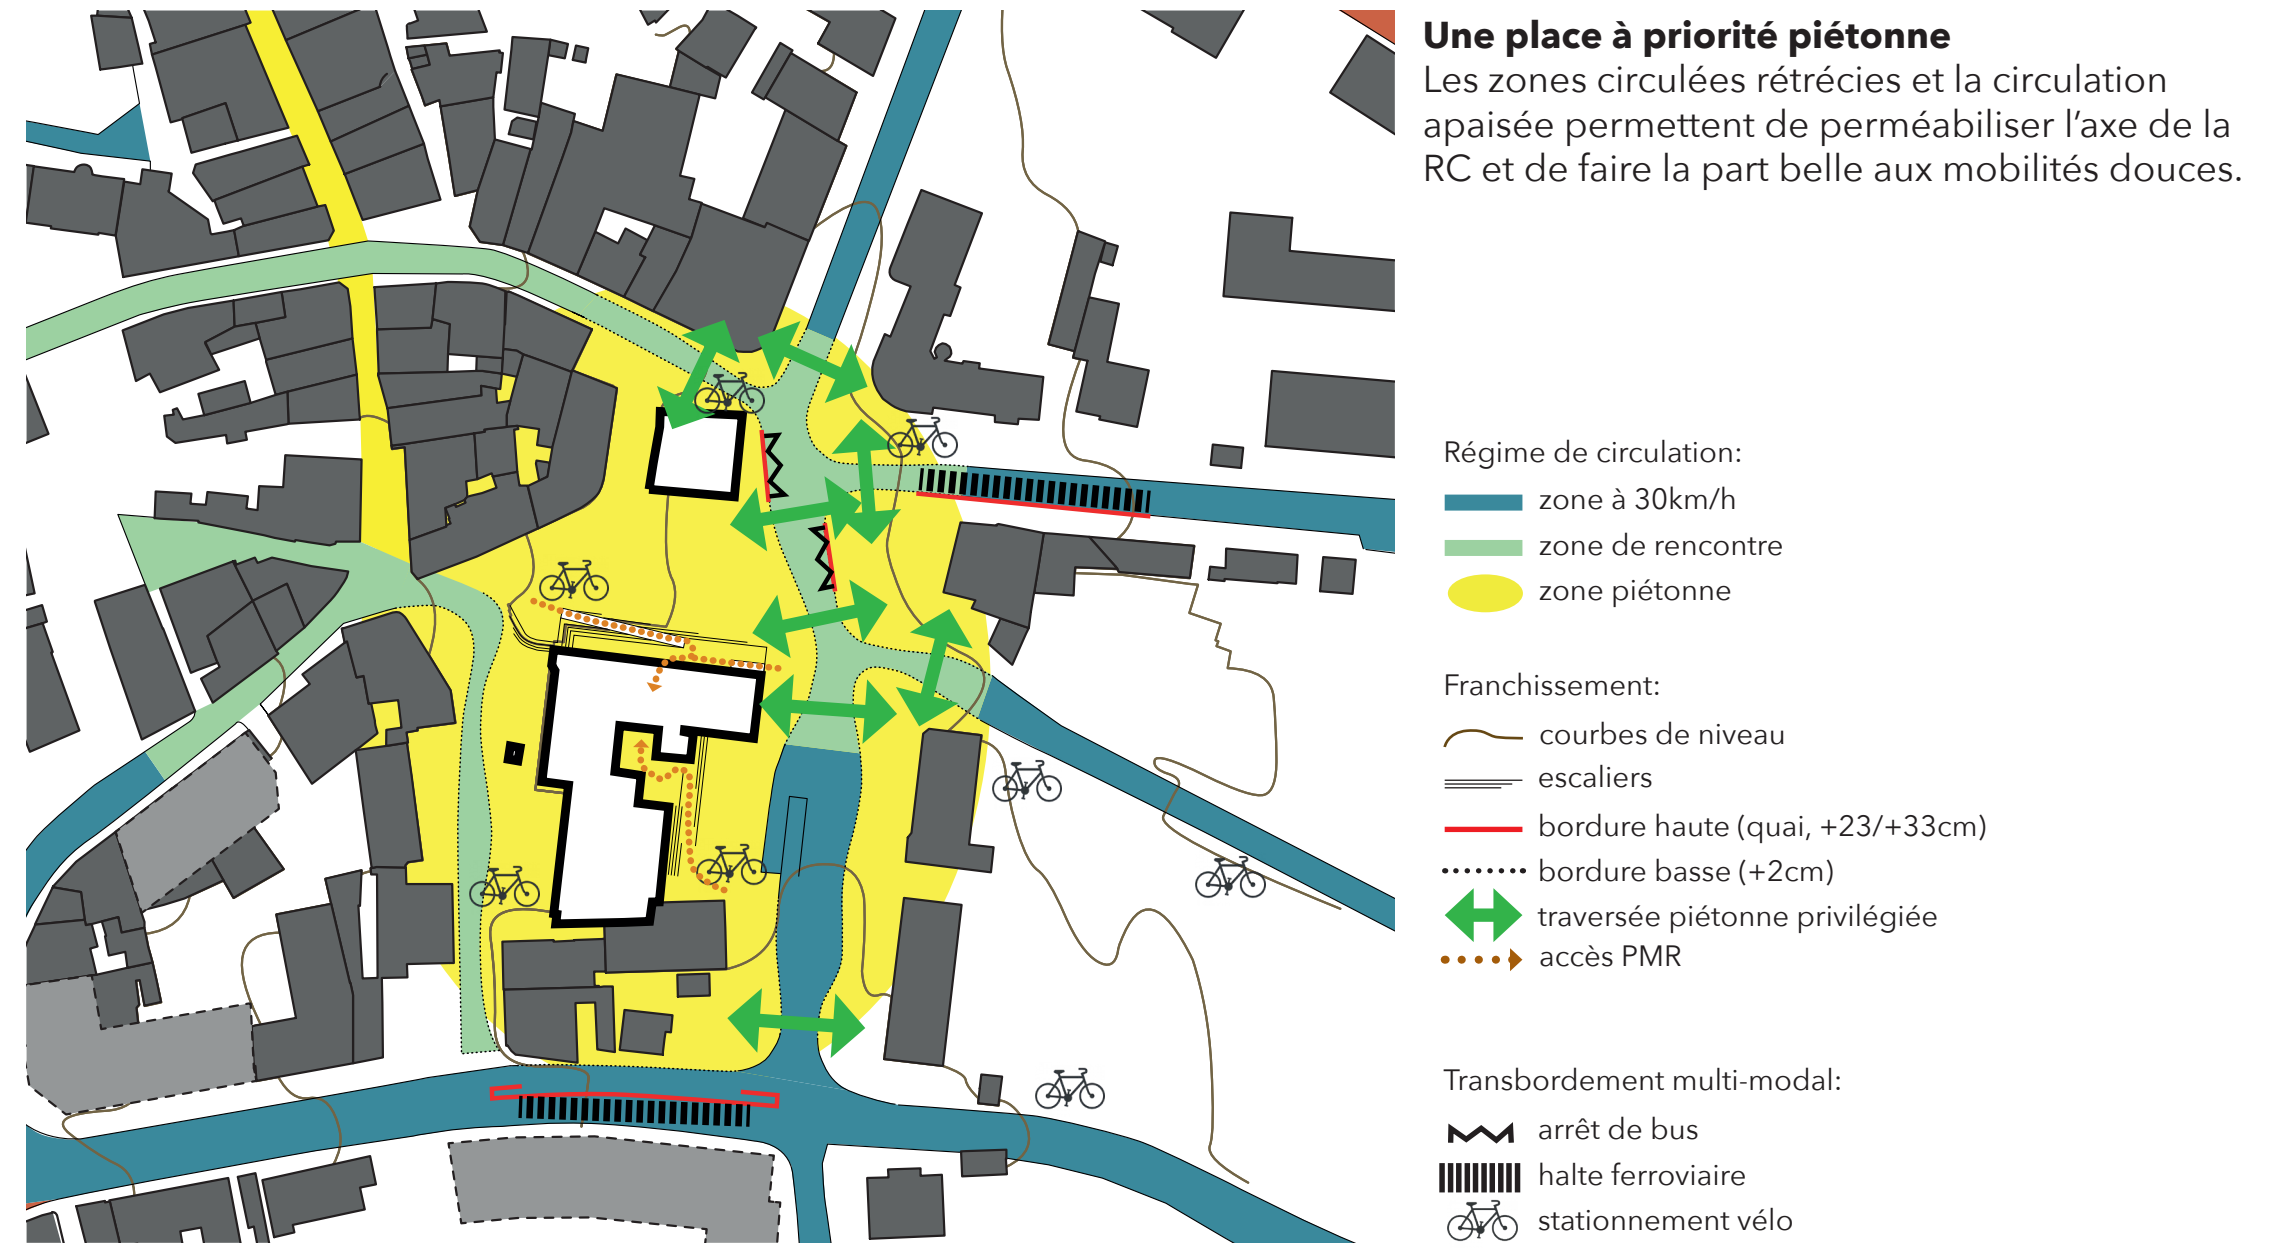 Une place à priorité piétonne
Les zones circulées rétrécies et la circulation
apaisée permettent de perméabiliser l'axe de la
RC et de faire la part belle aux mobilités douces.
Régime de circulation:
zone à 30km/h
zone de rencontre
zone piétonne
Franchissement:
courbes de niveau
escaliers
bordure haute (quai, +23/+33cm)
bordure basse (+2cm)
traversée piétonne privilégiée
accès PMR
Transbordement multi-modal:
arrêt de bus
halte ferroviaire
stationnement vélo